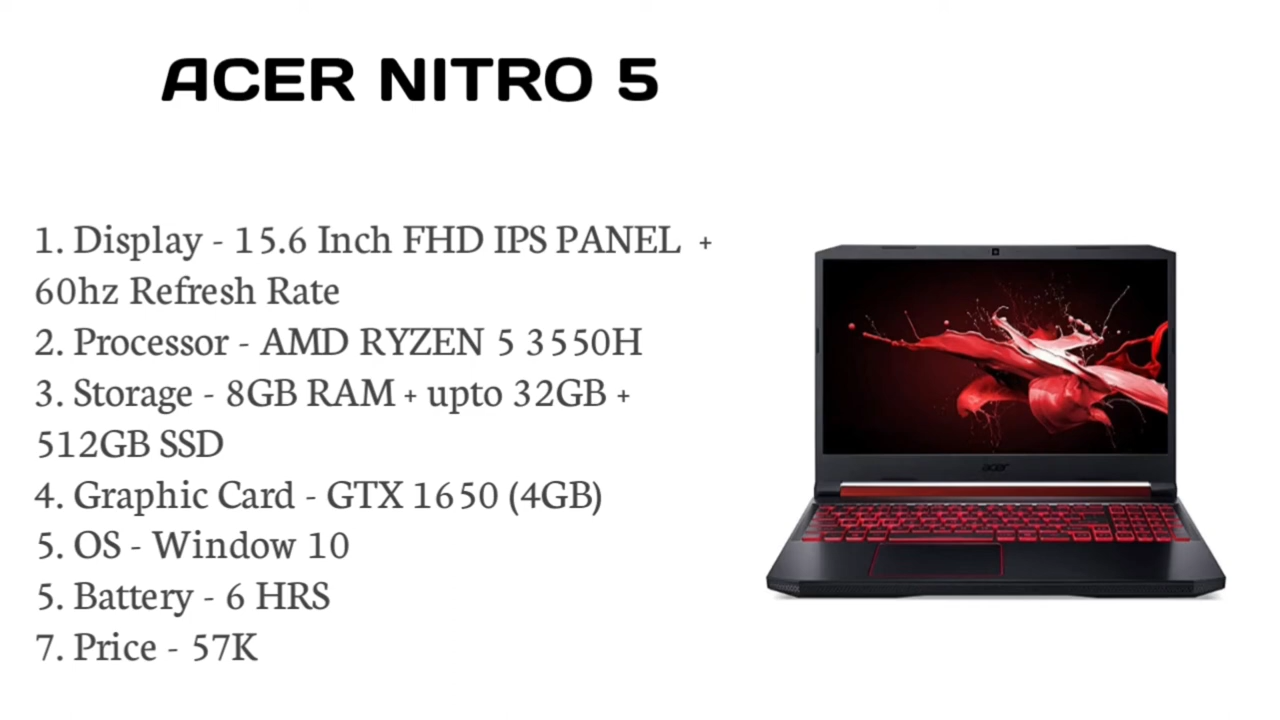 ACER NITRO 5
1. Display - 15.6 Inch FHD IPS PANEL +
60hz Refresh Rate
2. Processor - AMD RYZEN 5 3550H
3. Storage - 8GB RAM + upto 32GB +
512GB SSD
4. Graphic Card - GTX 1650 (4GB)
5. OS - Window 10
5. Battery - 6 HRS
7. Price - 57K
acer